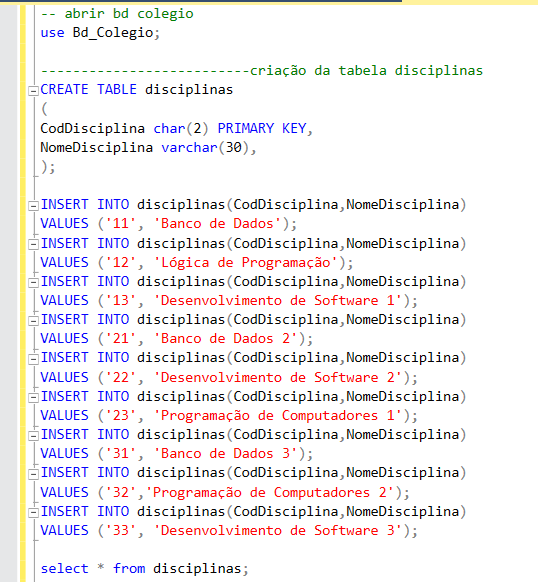 -- abrir bd colegio
use Bd_Colegio;
--------------------------criação da tabela disciplinas
CREATE TABLE disciplinas
(
CodDisciplina char(2) PRIMARY KEY,
NomeDisciplina varchar(30),
);
INSERT INTO disciplinas(CodDisciplina,NomeDisciplina)
VALUES ('11', 'Banco de Dados');
INSERT INTO disciplinas(CodDisciplina,NomeDisciplina)
VALUES ('12', 'Lógica de Programação');
INSERT INTO disciplinas(CodDisciplina,NomeDisciplina)
VALUES ('13', 'Desenvolvimento de Software 1');
INSERT INTO disciplinas(CodDisciplina,NomeDisciplina)
VALUES ('21', 'Banco de Dados 2');
INSERT INTO disciplinas(CodDisciplina,NomeDisciplina)
VALUES ('22', 'Desenvolvimento de Software 2');
INSERT INTO disciplinas(CodDisciplina,NomeDisciplina)
VALUES ('23', 'Programação de Computadores 1');
INSERT INTO disciplinas(CodDisciplina,NomeDisciplina)
VALUES ('31', 'Banco de Dados 3');
INSERT INTO disciplinas(CodDisciplina,NomeDisciplina)
VALUES ('32','Programação de Computadores 2');
INSERT INTO disciplinas(CodDisciplina,NomeDisciplina)
VALUES ('33', 'Desenvolvimento de Software 3');
select * from disciplinas;